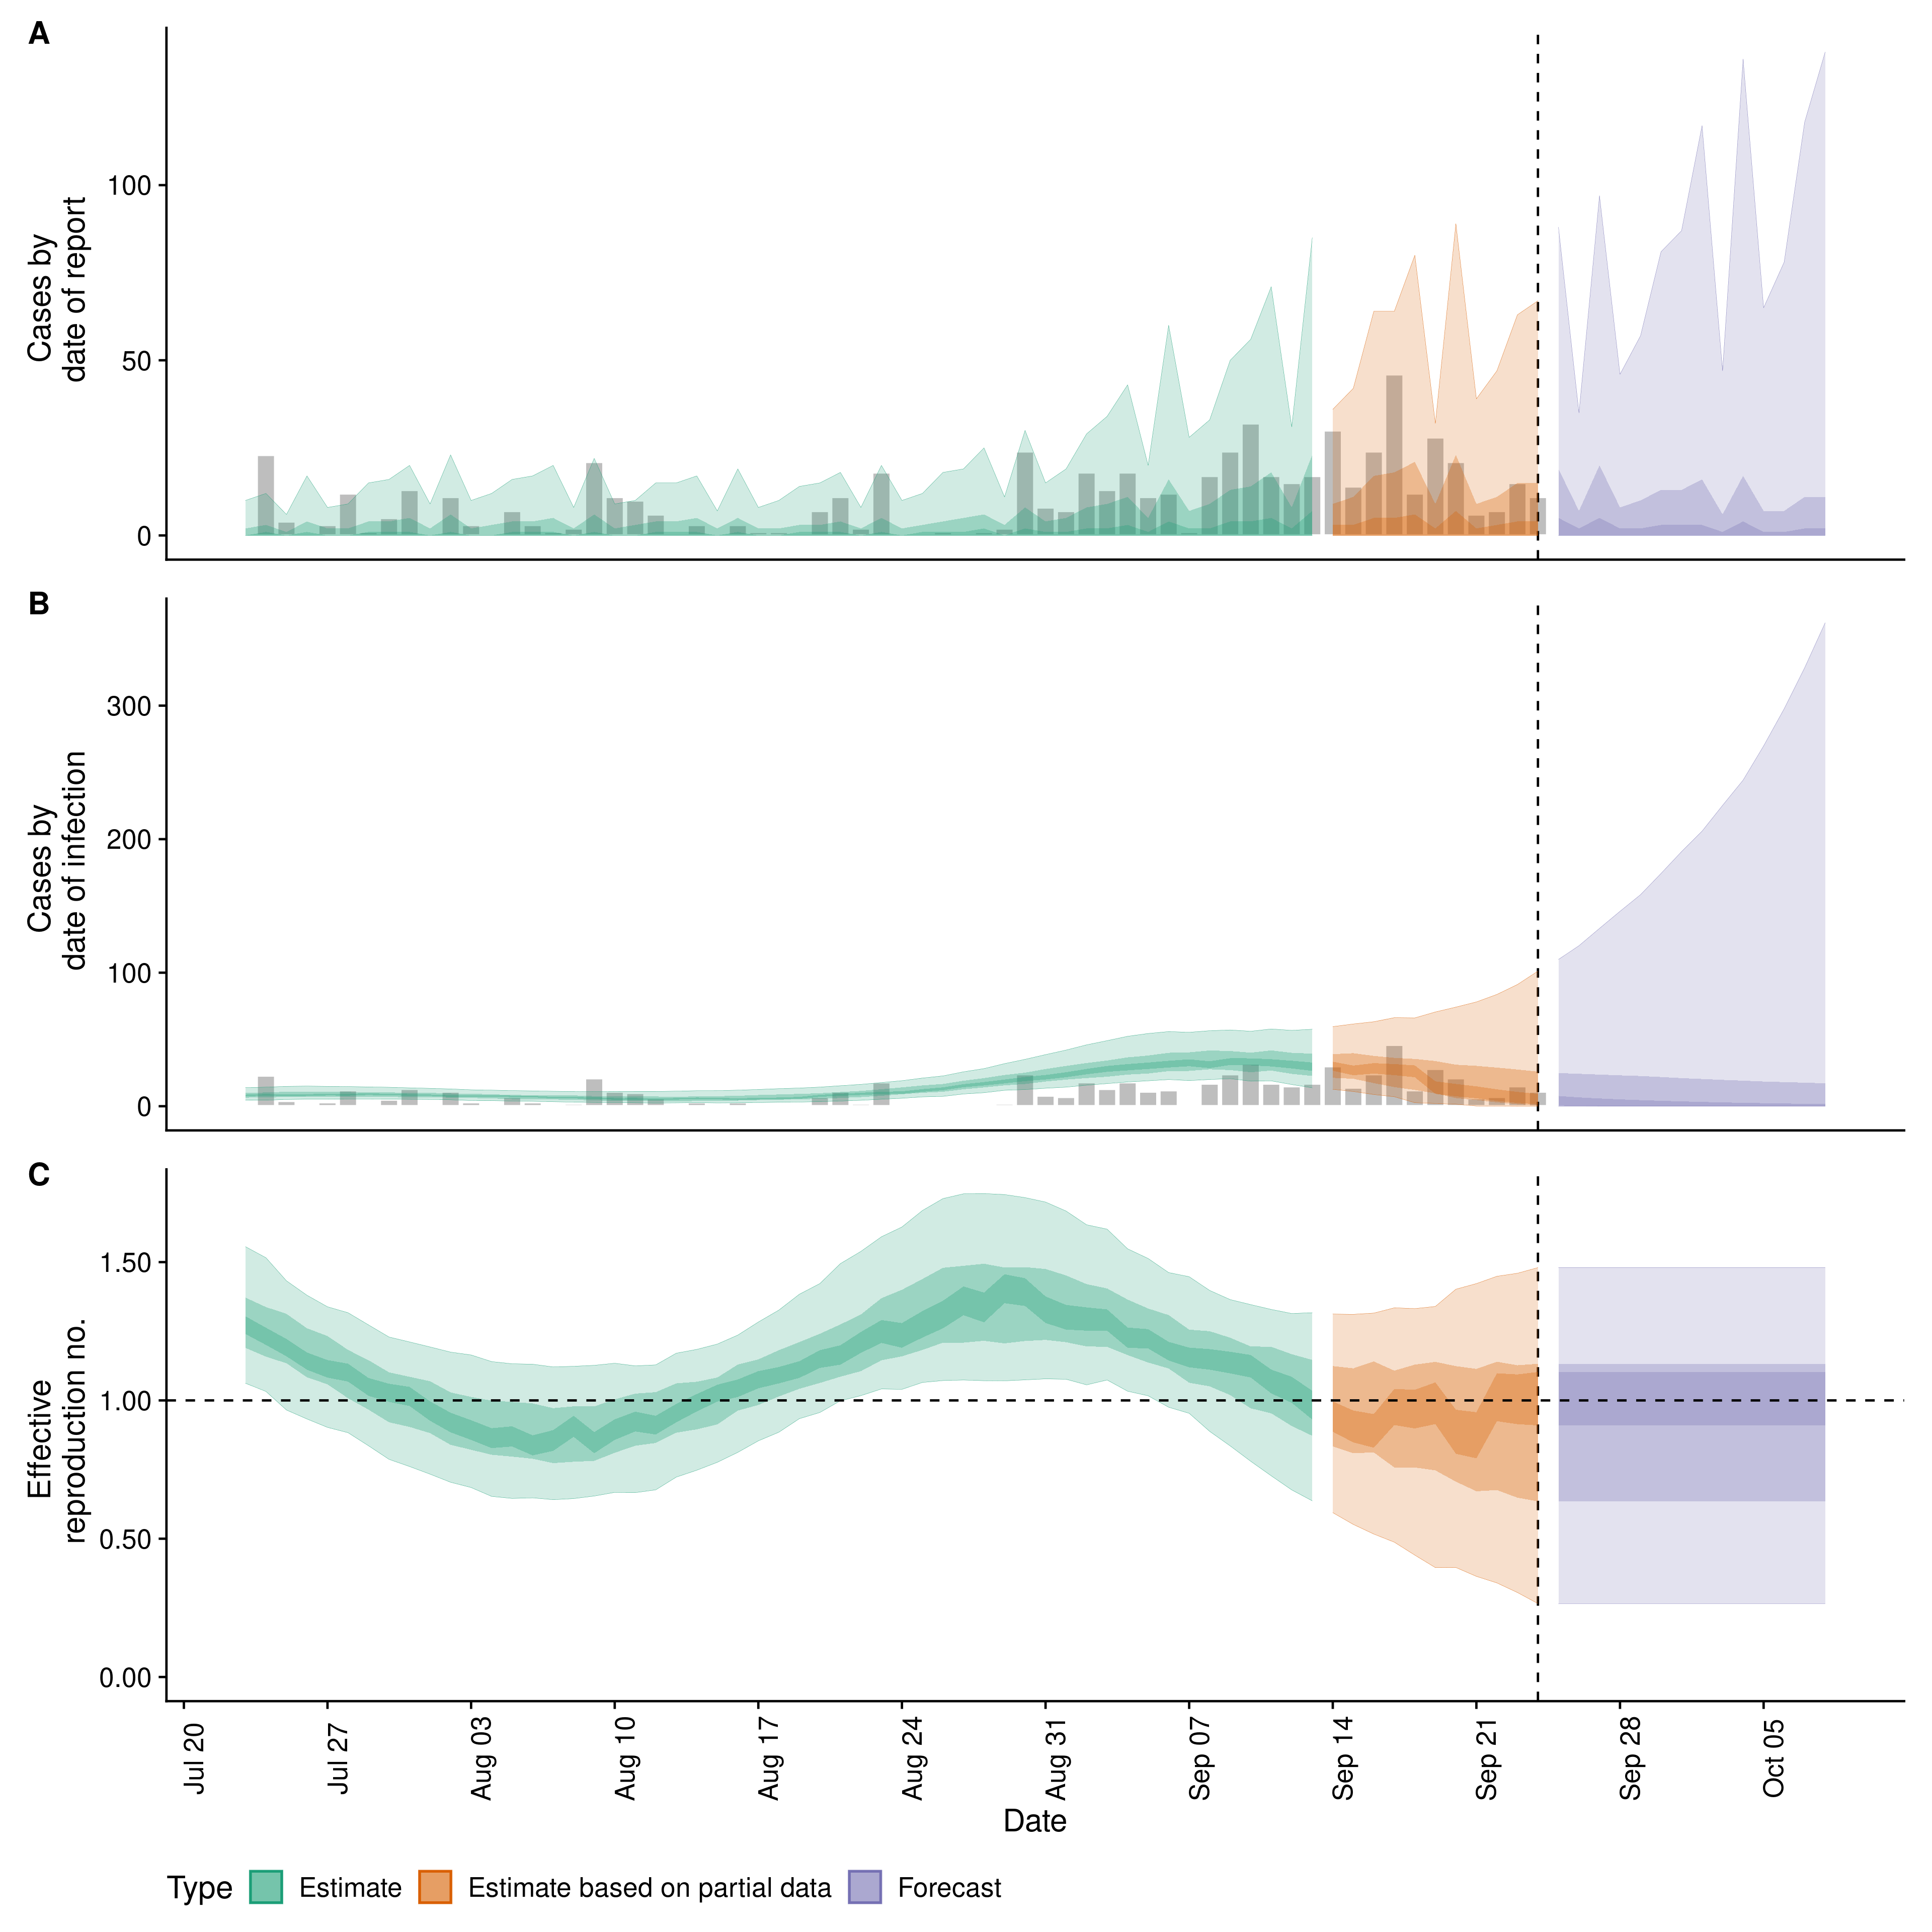 A
Cases by
date of report
100
50
0
B
Cases by
date of infection
300
200
100
0
C
Effective
reproduction no.
1.50
1.00
0.50
0.00
Jul 20
Jul 27
Aug 03
Aug 10
Aug 17
Aug 24
Aug 31
Sep 07
Sep 14
Sep 21
Sep 28
Oct 05
Date
Type Estimate Estimate based on partial data Forecast